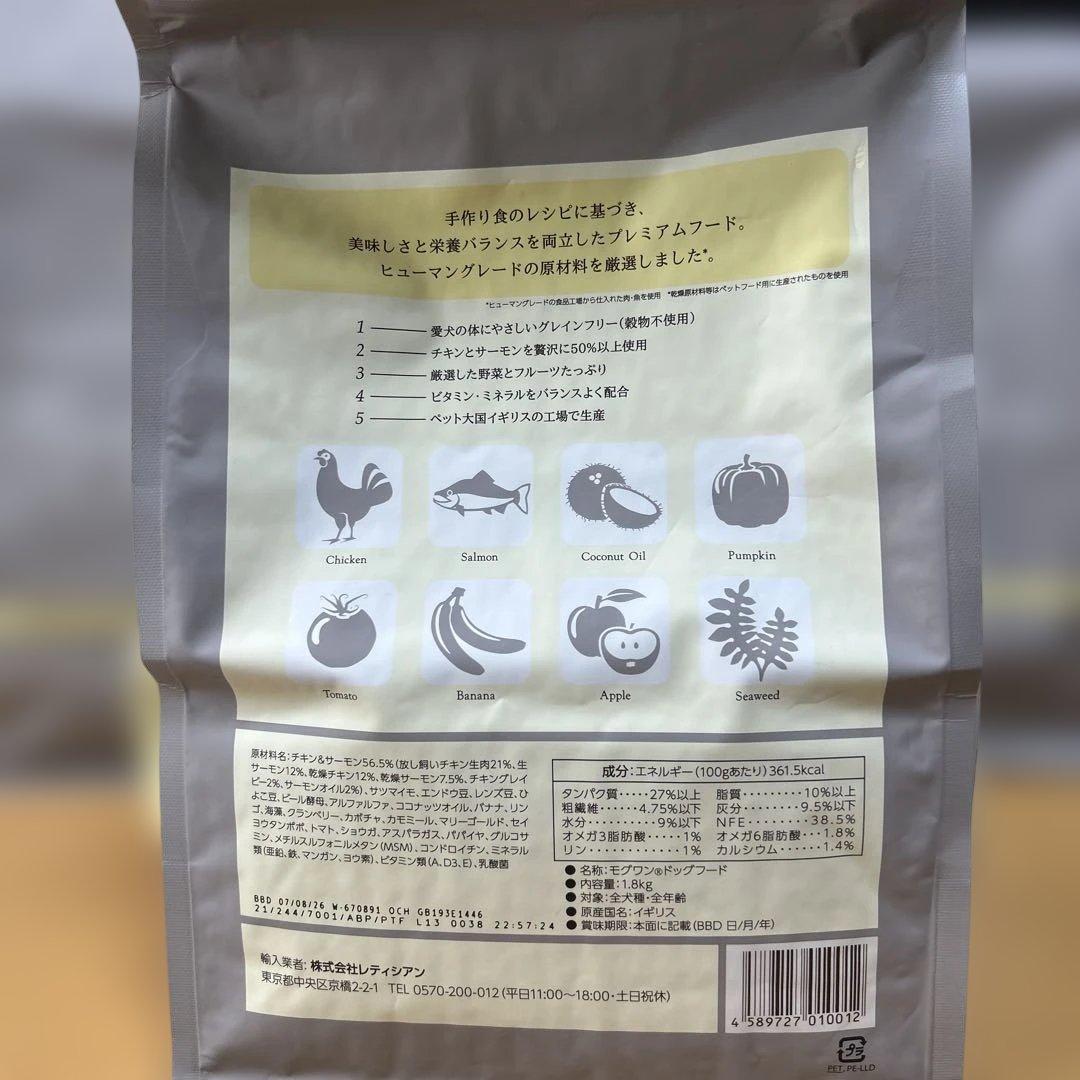 手作り食のレシピに基づき、
美味しさと栄養バランスを両立したプレミアムフード。
ヒューマングレードの原材料を厳選しました*。
*ヒューマングレードの食品工場から仕入れた肉・魚を使用 *乾燥原材料等はペットフード用に生産されたものを使用
1 愛犬の体にやさしいグレインフリー(穀物不使用)
2 チキンとサーモンを贅沢に50%以上使用
3 厳選した野菜とフルーツたっぷり
4 ビタミン・ミネラルをバランスよく配合
5 ペット大国イギリスの工場で生産
Chicken Salmon Coconut Oil Pumpkin
Tomato Banana Apple Seaweed
原材料名:チキン&サーモン56.5%(放し飼いチキン生肉21%、生
サーモン12%、乾燥チキン12%、乾燥サーモン7.5%、チキングレイ
ビー2%、サーモンオイル2%)、サツマイモ、エンドウ豆、レンズ豆、ひ
よこ豆、ビール酵母、アルファルファ、ココナッツオイル、バナナ、リン
ゴ、海藻、クランベリー、カボチャ、カモミール、マリーゴールド、セイ
ヨウタンポポ、トマト、ショウガ、アスパラガス、パパイヤ、グルコサ
ミン、メチルスルフォニルメタン(MSM)、コンドロイチン、ミネラル
類(亜鉛、鉄、マンガン、ヨウ素)、ビタミン類(A、D3、E)、乳酸菌
BBD 07/08/26 W-670891 OCH GB193E1446
21/244/7001/ABP/PTF L13 0038 22:57:24
成分:エネルギー(100gあたり)361.5kcal
タンパク質・・・・・27%以上 脂質・・・・・・・・・10%以上
粗繊維・・・・・・4.75%以下 灰分・・・・・・・・・9.5%以下
水分・・・・・・・・・9%以下 NFE・・・・・・・・38.5%
オメガ3脂肪酸・・・・・1% オメガ6脂肪酸・・・1.8%
リン・・・・・・・・・・・1% カルシウム・・・・・1.4%
● 名称:モグワン®ドッグフード
● 内容量:1.8kg
● 対象:全犬種・全年齢
● 原産国名:イギリス
● 賞味期限:本面に記載(BBD 日/月/年)
輸入業者:株式会社レティシアン
東京都中央区京橋2-2-1 TEL 0570-200-012(平日11:00〜18:00・土日祝休)
4 589727 010012
プラ
PET, PE-LLD